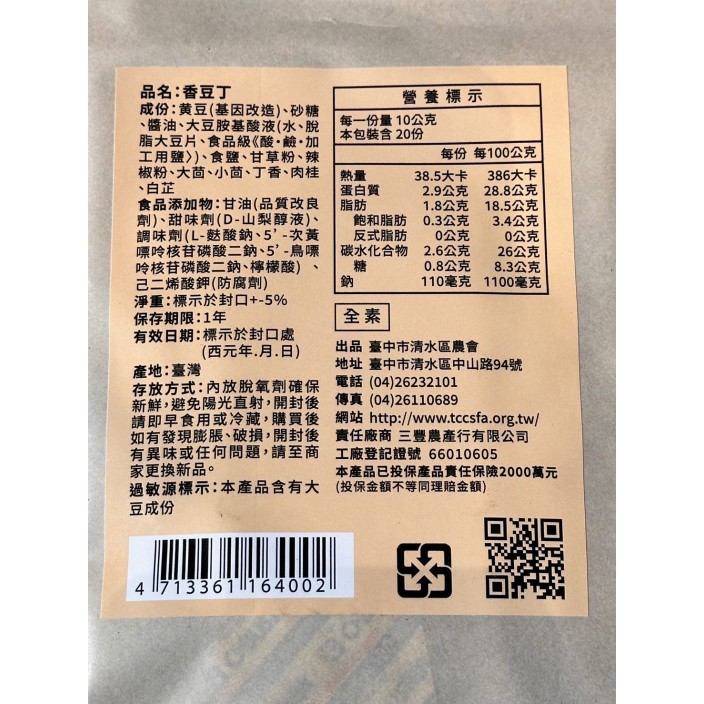 品名:香豆丁
成份:黄豆(基因改造)、砂糖
、醬油、大豆胺基酸液(水、脫
脂大豆片、食品級《酸·鹼·加
工用鹽〉)、食鹽、甘草粉、辣
椒粉、大茴、小茴、丁香、肉桂
、白芷
食品添加物:甘油(品質改良
劑)、甜味劑(D-山梨醇液)、
調味劑(L-麩酸鈉、5'-次黃
嘌呤核苷磷酸二鈉、5'-鳥嘌
呤核苷磷酸二鈉、檸檬酸)、
己二烯酸鉀(防腐劑)
淨重:標示於封口+-5%
保存期限:1年
有效日期:標示於封口處
(西元年.月.日)
產地:臺灣
存放方式:內放脫氧劑確保
新鮮,避免陽光直射,開封後
請即早食用或冷藏,購買後
如有發現膨脹、破損,開封後
有異味或任何問題,請至商
家更換新品。
過敏源標示:本產品含有大
豆成份
4 713361 164002
營養標示
每一份量 10公克
本包裝含 20份
每份 每100公克
熱量 38.5大卡 386大卡
蛋白質 2.9公克 28.8公克
脂肪 1.8公克 18.5公克
飽和脂肪 0.3公克 3.4公克
反式脂肪 0公克 0公克
碳水化合物 2.6公克 26公克
糖 0.8公克 8.3公克
鈉 110毫克 1100毫克
全素
出品 臺中市清水區農會
地址 臺中市清水區中山路94號
電話 (04)26232101
傳真 (04)26110689
網站 http://www.tccsfa.org.tw/
責任廠商 三豐農產行有限公司
工廠登記證號 66010605
本產品已投保產品責任保險2000萬元
(投保金額不等同理賠金額)